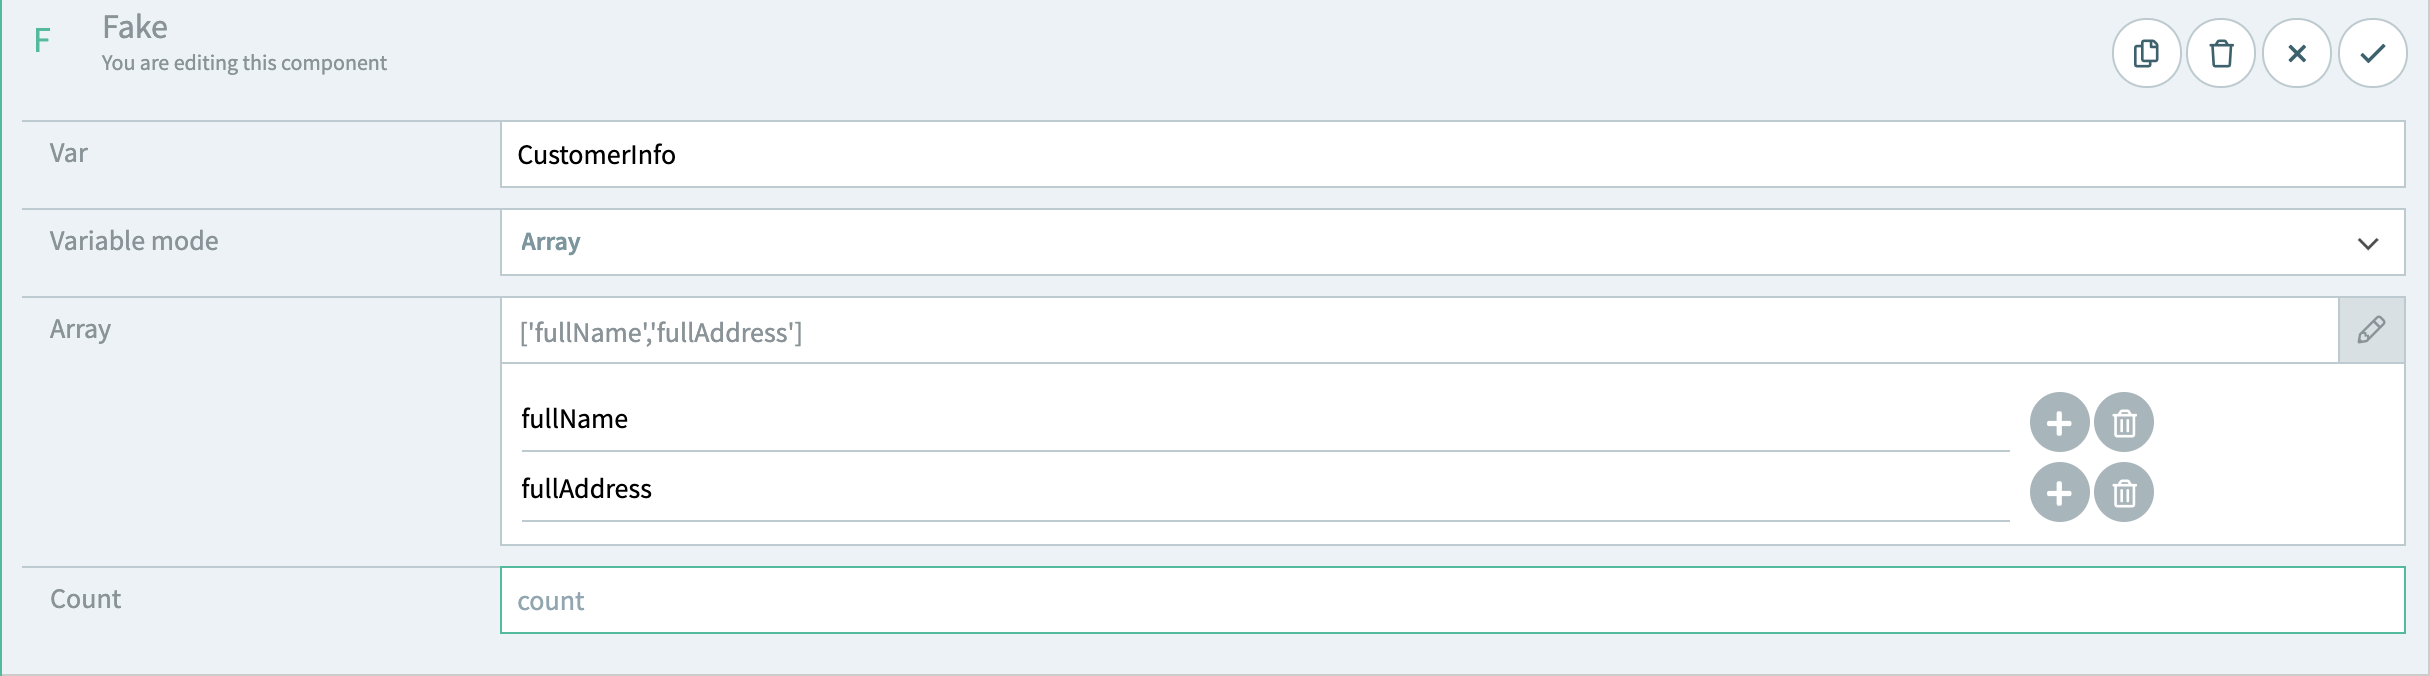 F
Fake
You are editing this component
Var
CustomerInfo
Variable mode
Array
Array
['fullName','fullAddress']
fullName
fullAddress
Count
count